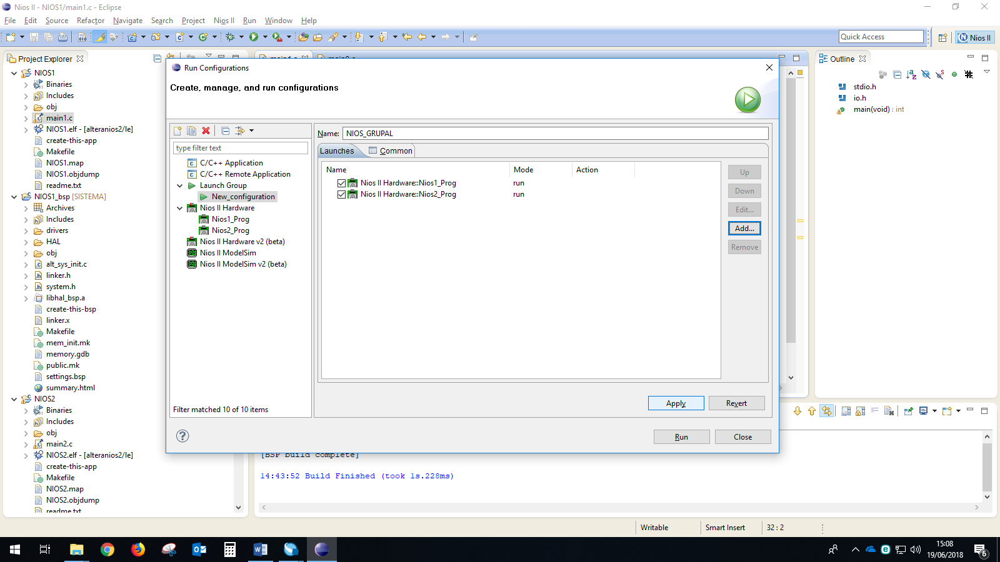 Nios II - NIOS1/main1.c - Eclipse
File Edit Source Refactor Navigate Search Project Nios II Run Window Help
Quick Access
Nios II
Project Explorer
NIOS1
Binaries
Includes
obj
main1.c
NIOS1.elf - [alteranios2/le]
create-this-app
Makefile
NIOS1.map
NIOS1.objdump
readme.txt
NIOS1_bsp [SISTEMA]
Archives
Includes
drivers
HAL
obj
alt_sys_init.c
linker.h
system.h
libhal_bsp.a
create-this-bsp
linker.x
Makefile
mem_init.mk
memory.gdb
public.mk
settings.bsp
summary.html
NIOS2
Binaries
Includes
obj
main2.c
NIOS2.elf - [alteranios2/le]
create-this-app
Makefile
NIOS2.map
NIOS2.objdump
readme.txt
Run Configurations
Create, manage, and run configurations
type filter text
C/C++ Application
C/C++ Remote Application
Launch Group
New_configuration
Nios II Hardware
Nios1_Prog
Nios2_Prog
Nios II Hardware v2 (beta)
Nios II ModelSim
Nios II ModelSim v2 (beta)
Filter matched 10 of 10 items
Name: NIOS_GRUPAL
Launches Common
Name Mode Action
Nios II Hardware::Nios1_Prog run
Nios II Hardware::Nios2_Prog run
Up
Down
Edit...
Add...
Remove
Apply Revert
Run Close
Outline
stdio.h
io.h
main(void) : int
[BSP build complete]
14:43:52 Build Finished (took 1s.228ms)
Writable Smart Insert 32 : 2
15:08
19/06/2018
6